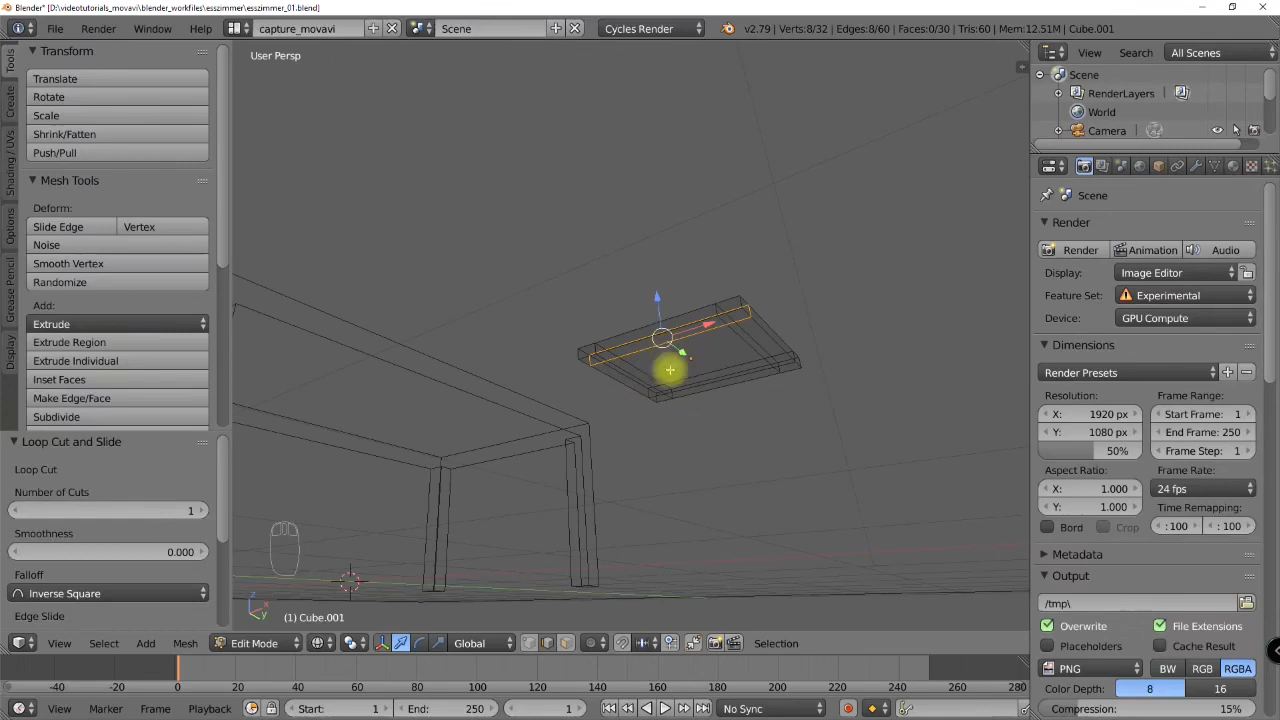 Blender* [D:\videotutorials_movavi\blender_workfiles\esszimmer\esszimmer_01.blend]
File Render Window Help capture_movavi Scene Cycles Render v2.79 | Verts:8/32 | Edges:8/60 | Faces:0/30 | Tris:60 | Mem:12.51M | Cube.001
Tools
Create
Shading / UVs
Options
Grease Pencil
Display
Transform
Translate
Rotate
Scale
Shrink/Fatten
Push/Pull
Mesh Tools
Deform:
Slide Edge Vertex
Noise
Smooth Vertex
Randomize
Add:
Extrude
Extrude Region
Extrude Individual
Inset Faces
Make Edge/Face
Subdivide
Loop Cut and Slide
Loop Cut
Number of Cuts
1
Smoothness
0.000
Falloff
Inverse Square
Edge Slide
User Persp
z
x
y
(1) Cube.001
View Select Add Mesh Edit Mode Global Selection
-40 -20 0 20 40 60 80 100 120 140 160 180 200 220 240 260 280
View Marker Frame Playback Start: 1 End: 250 1 No Sync
View Search All Scenes
Scene
RenderLayers
World
Camera
Scene
Render
Render Animation Audio
Display: Image Editor
Feature Set: Experimental
Device: GPU Compute
Dimensions
Render Presets
Resolution: Frame Range:
X: 1920 px Start Frame: 1
Y: 1080 px End Frame: 250
50% Frame Step: 1
Aspect Ratio: Frame Rate:
X: 1.000 24 fps
Y: 1.000 Time Remapping:
Bord Crop : 100 : 100
Metadata
Output
/tmp\
Overwrite File Extensions
Placeholders Cache Result
PNG BW RGB RGBA
Color Depth: 8 16
Compression: 15%